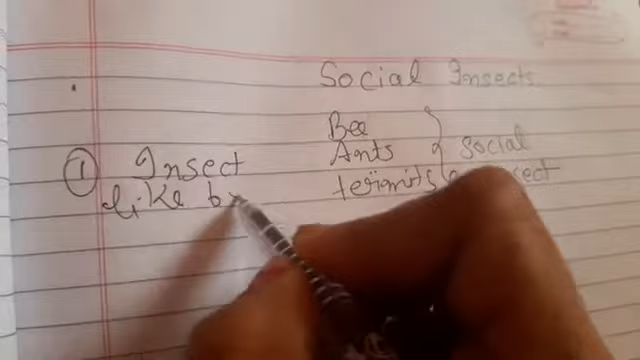 Social Insects
Bee
Ants
social
termits
① Insect
like b